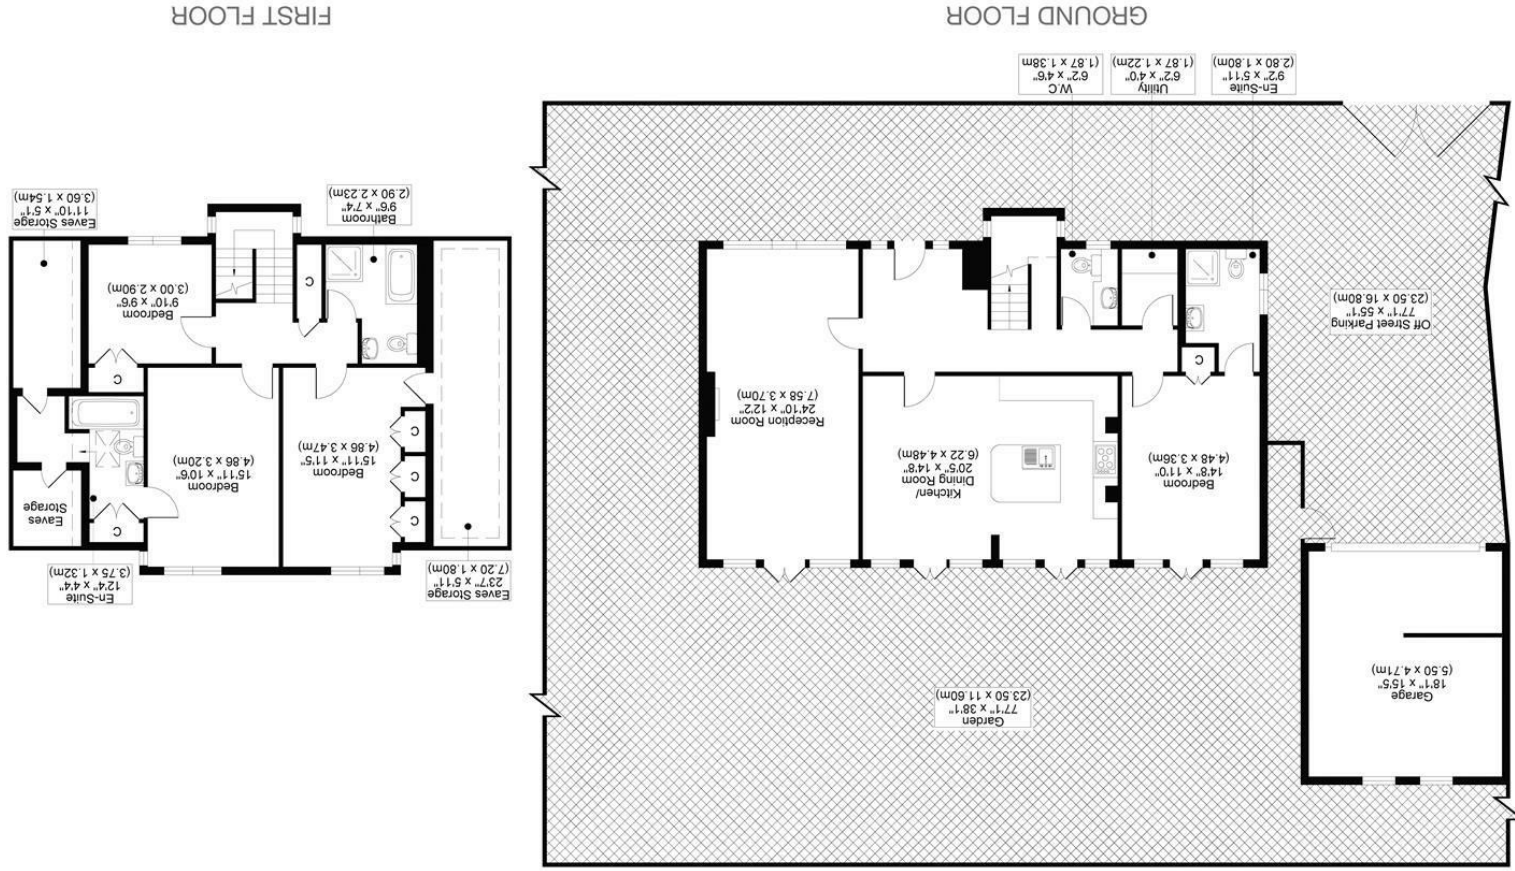 Garden
77'1" x 38'1"
(23.50 x 11.60m)
Garage
18'1" x 15'5"
(5.50 x 4.71m)
Bedroom
14'8" x 11'0"
(4.48 x 3.36m)
Kitchen/
Dining Room
20'5" x 14'8"
(6.22 x 4.48m)
Reception Room
24'10" x 12'2"
(7.58 x 3.70m)
C
Off Street Parking
77'1" x 55'1"
(23.50 x 16.80m)
En-Suite
9'2" x 5'11"
(2.80 x 1.80m)
Utility
6'2" x 4'0"
(1.87 x 1.22m)
W.C
6'2" x 4'6"
(1.87 x 1.38m
GROUND FLOOR
Eaves Storage
23'7" x 5'11"
(7.20 x 1.80m)
En-Suite
12'4" x 4'4"
(3.75 x 1.32m)
C
C
C
C
Eaves
Storage
Bedroom
15'11" x 11'5"
(4.86 x 3.47m)
Bedroom
15'11" x 10'6"
(4.86 x 3.20m)
C
Bedroom
9'10" x 9'6"
(3.00 x 2.90m)
C
Bathroom
9'6" x 7'4"
(2.90 x 2.23m)
Eaves Storage
11'10" x 5'1"
(3.60 x 1.54m)
FIRST FLOOR